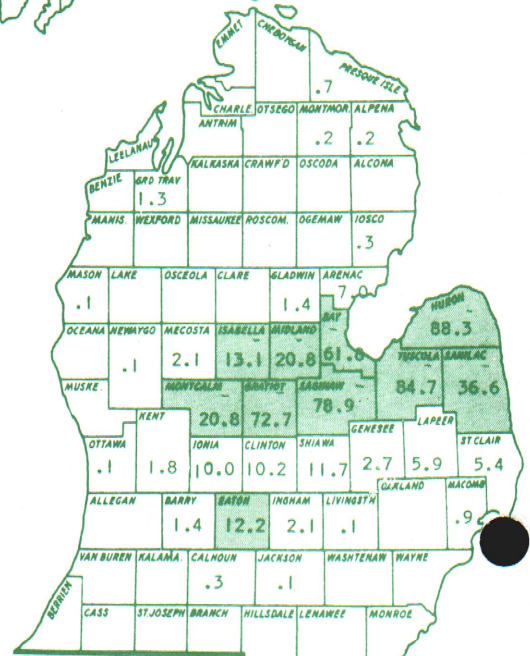 EMMET
CHEBOYGAN
PRESQUE ISLE
.7
CHARLE. OTSEGO MONTMOR. ALPENA
ANTRIM
.2 .2
LEELANAU
KALKASKA CRAWF'D OSCODA ALCONA
BENZIE GRD TRAV
1.3
MANIS. WEXFORD MISSAUKEE ROSCOM. OGEMAW IOSCO
.3
MASON LAKE OSCEOLA CLARE GLADWIN ARENAC
.1 1.4 7.0
HURON
88.3
BAY
61.8
OCEANA NEWAYGO MECOSTA ISABELLA MIDLAND
.1 2.1 13.1 20.8
TUSCOLA SANILAC
84.7 36.6
MUSKE. MONTCALM GRATIOT SAGINAW
20.8 72.7 78.9
KENT LAPEER
GENESEE
OTTAWA IONIA CLINTON SHIAWA ST CLAIR
.1 1.8 10.0 10.2 11.7 2.7 5.9 5.4
ALLEGAN BARRY EATON INGHAM LIVINGST'N OAKLAND MACOMB
1.4 12.2 2.1 .1 .9
VAN BUREN KALAMA. CALHOUN JACKSON WASHTENAW WAYNE
.3 .1
BERRIEN CASS ST.JOSEPH BRANCH HILLSDALE LENAWEE MONROE